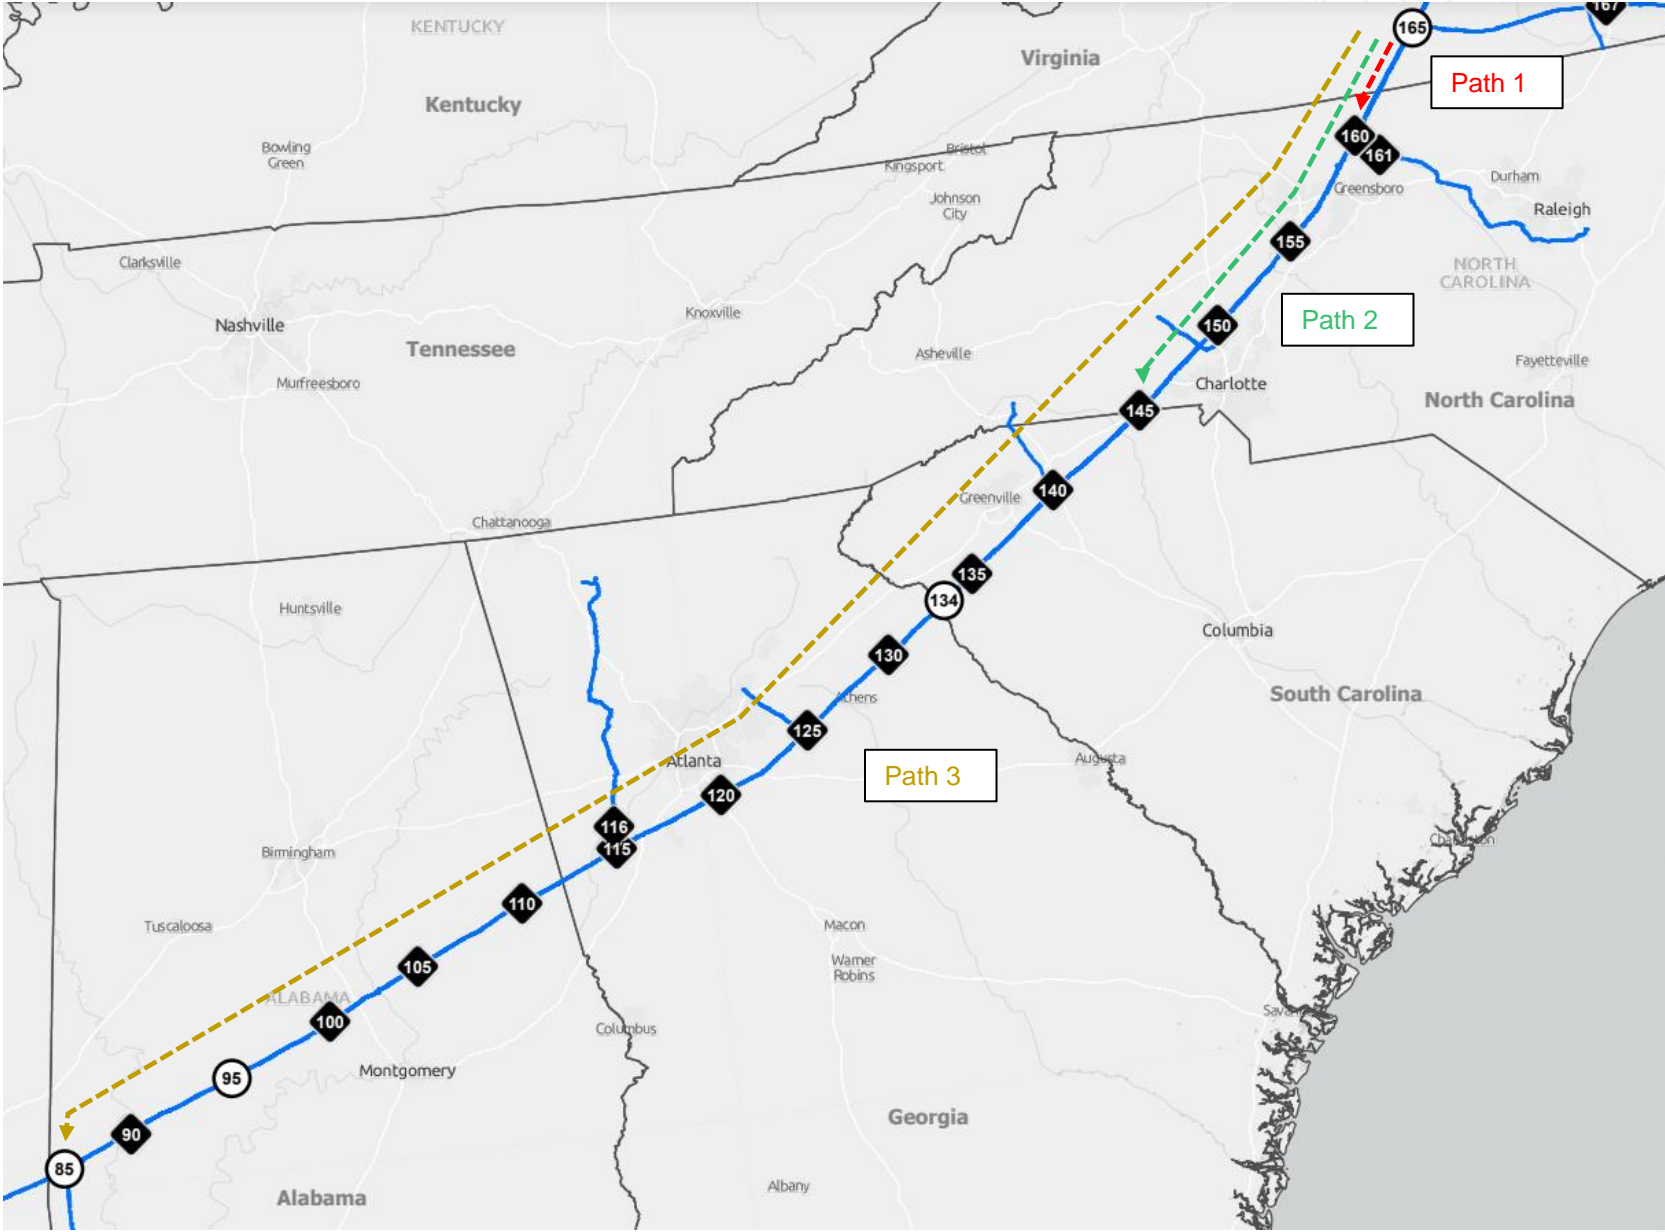 167
KENTUCKY
165
Virginia
Path 1
Kentucky
160
161
Bowling
Green
Bristol
Kingsport
Durham
Greensboro
Johnson
City
Raleigh
155
Clarksville
NORTH
CAROLINA
Knoxville
Path 2
Nashville
150
Tennessee
Asheville
Fayetteville
Murfreesboro
Charlotte
North Carolina
145
140
Greenville
Chattanooga
135
134
Huntsville
Columbia
130
South Carolina
Athens
125
Atlanta
Augusta
Path 3
120
116
115
Birmingham
110
Tuscaloosa
Macon
105
Warner
Robins
ALABAMA
100
Columbus
Montgomery
95
Georgia
90
85
Albany
Alabama